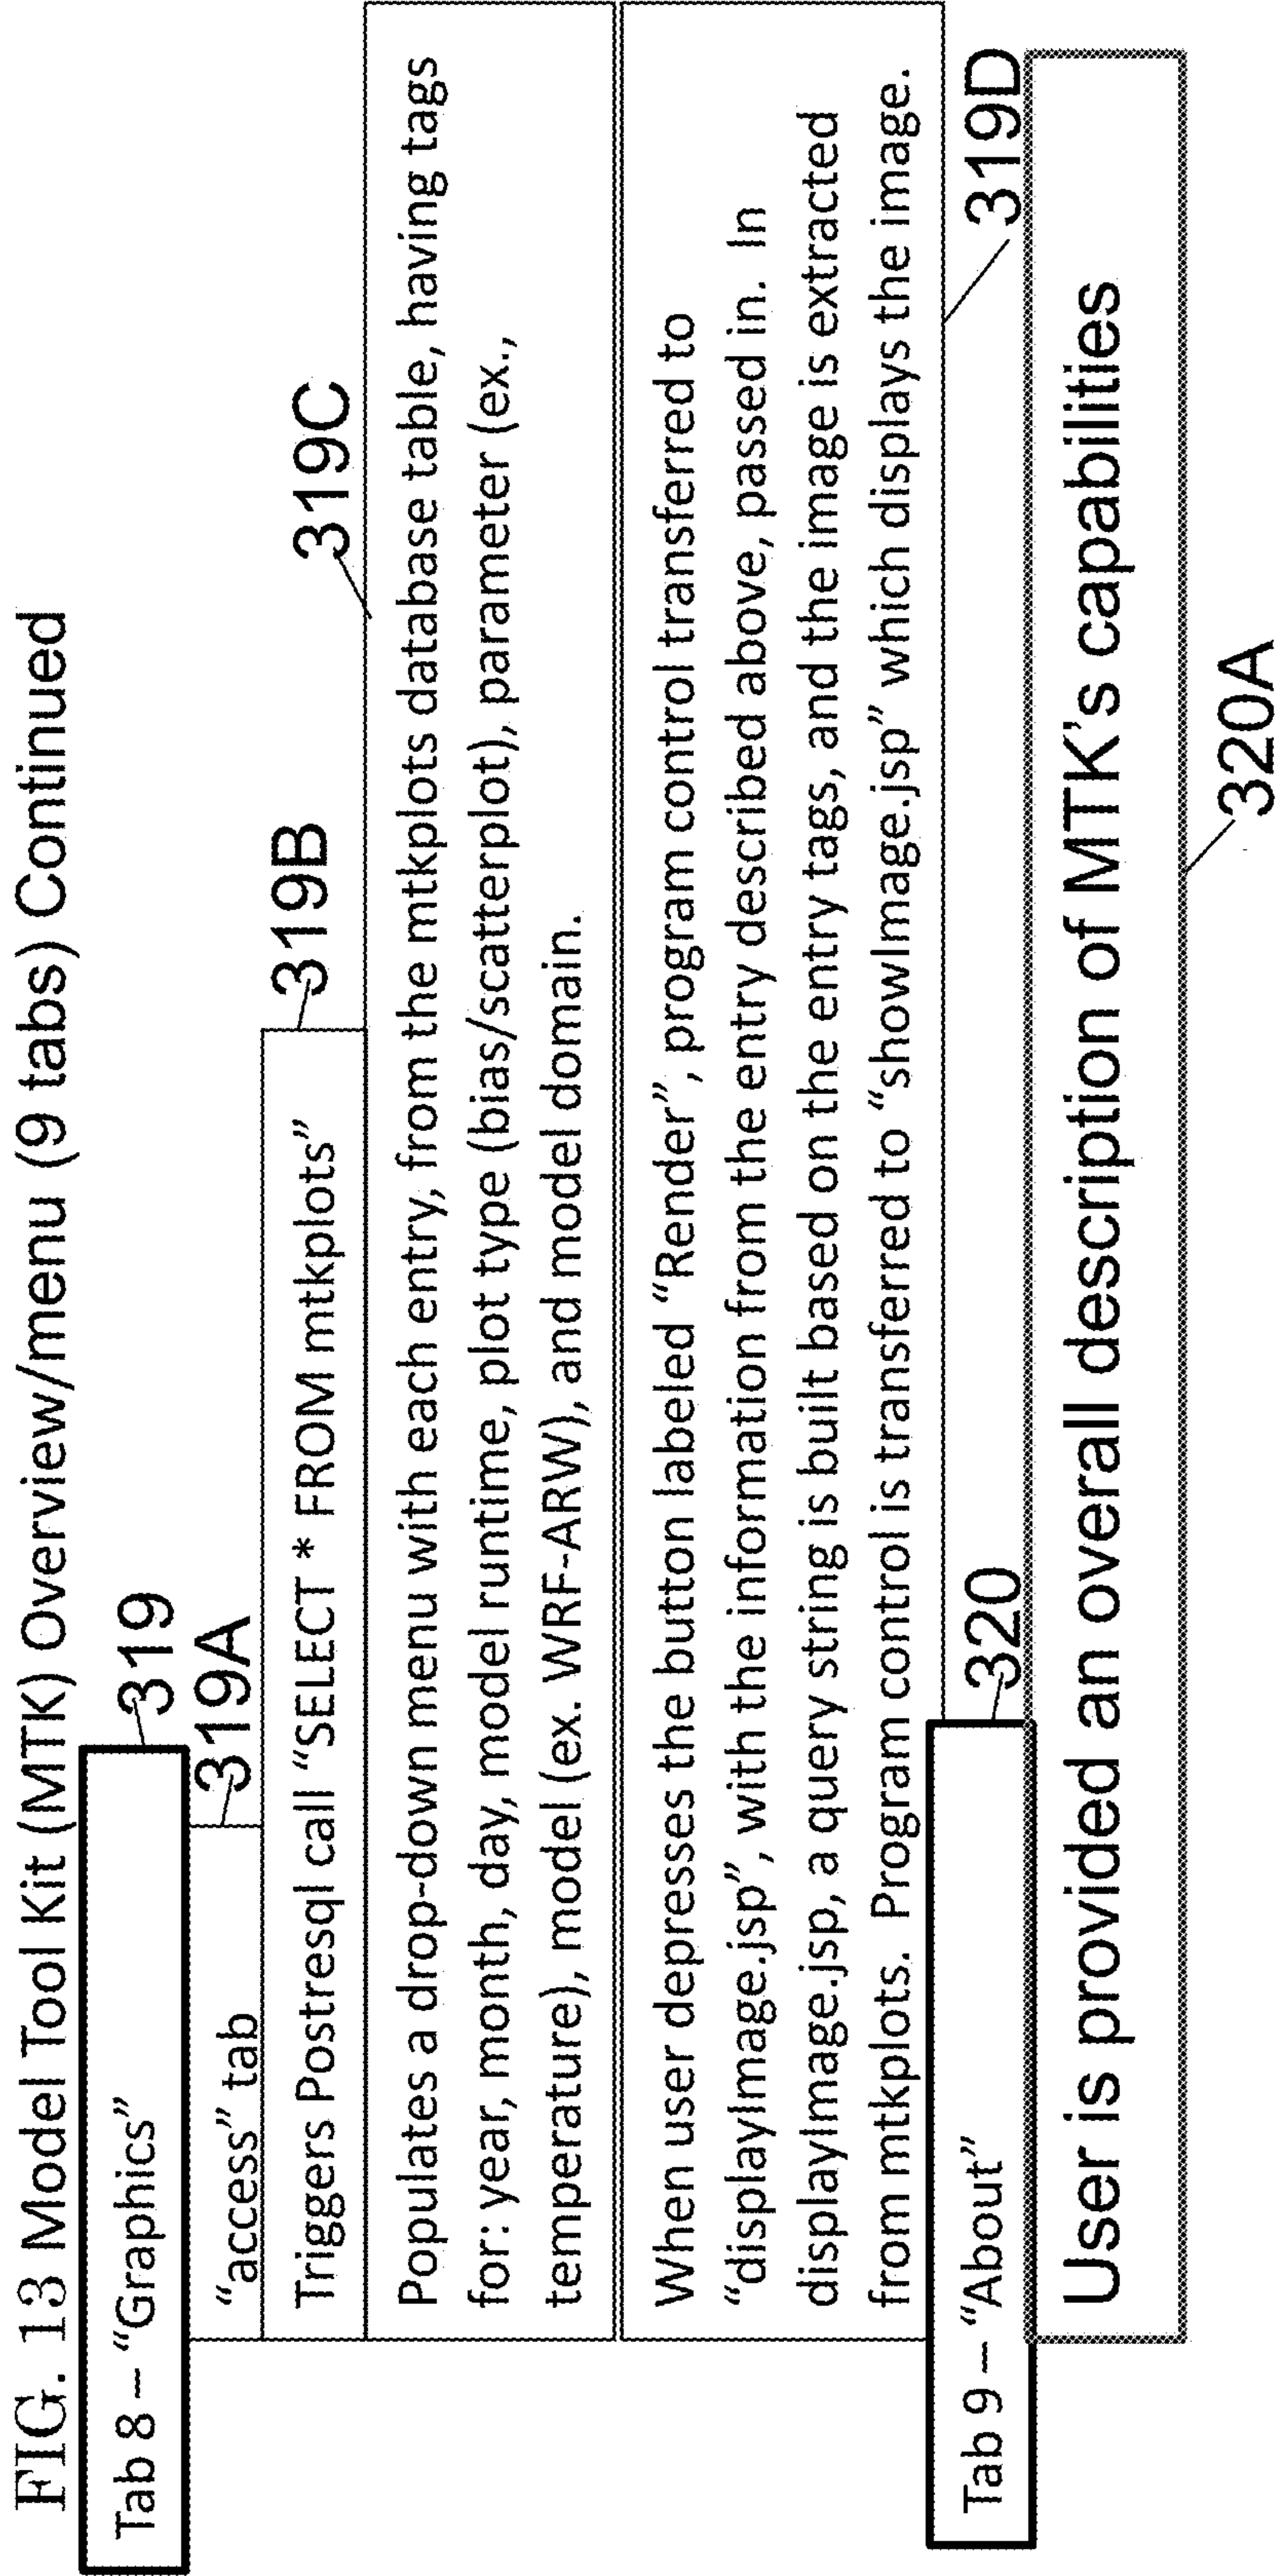 FIG. 13 Model Tool Kit (MTK) Overview/menu (9 tabs) Continued
Tab 8 – “Graphics”
319
319A
“access” tab
319B
Triggers Postresql call “SELECT * FROM mtkplots”
319C
Populates a drop-down menu with each entry, from the mtkplots database table, having tags
for: year, month, day, model runtime, plot type (bias/scatterplot), parameter (ex.,
temperature), model (ex. WRF-ARW), and model domain.
When user depresses the button labeled “Render”, program control transferred to
“displayImage.jsp”, with the information from the entry described above, passed in. In
displayImage.jsp, a query string is built based on the entry tags, and the image is extracted
from mtkplots. Program control is transferred to “showImage.jsp” which displays the image.
319D
Tab 9 – “About”
320
User is provided an overall description of MTK's capabilities
320A